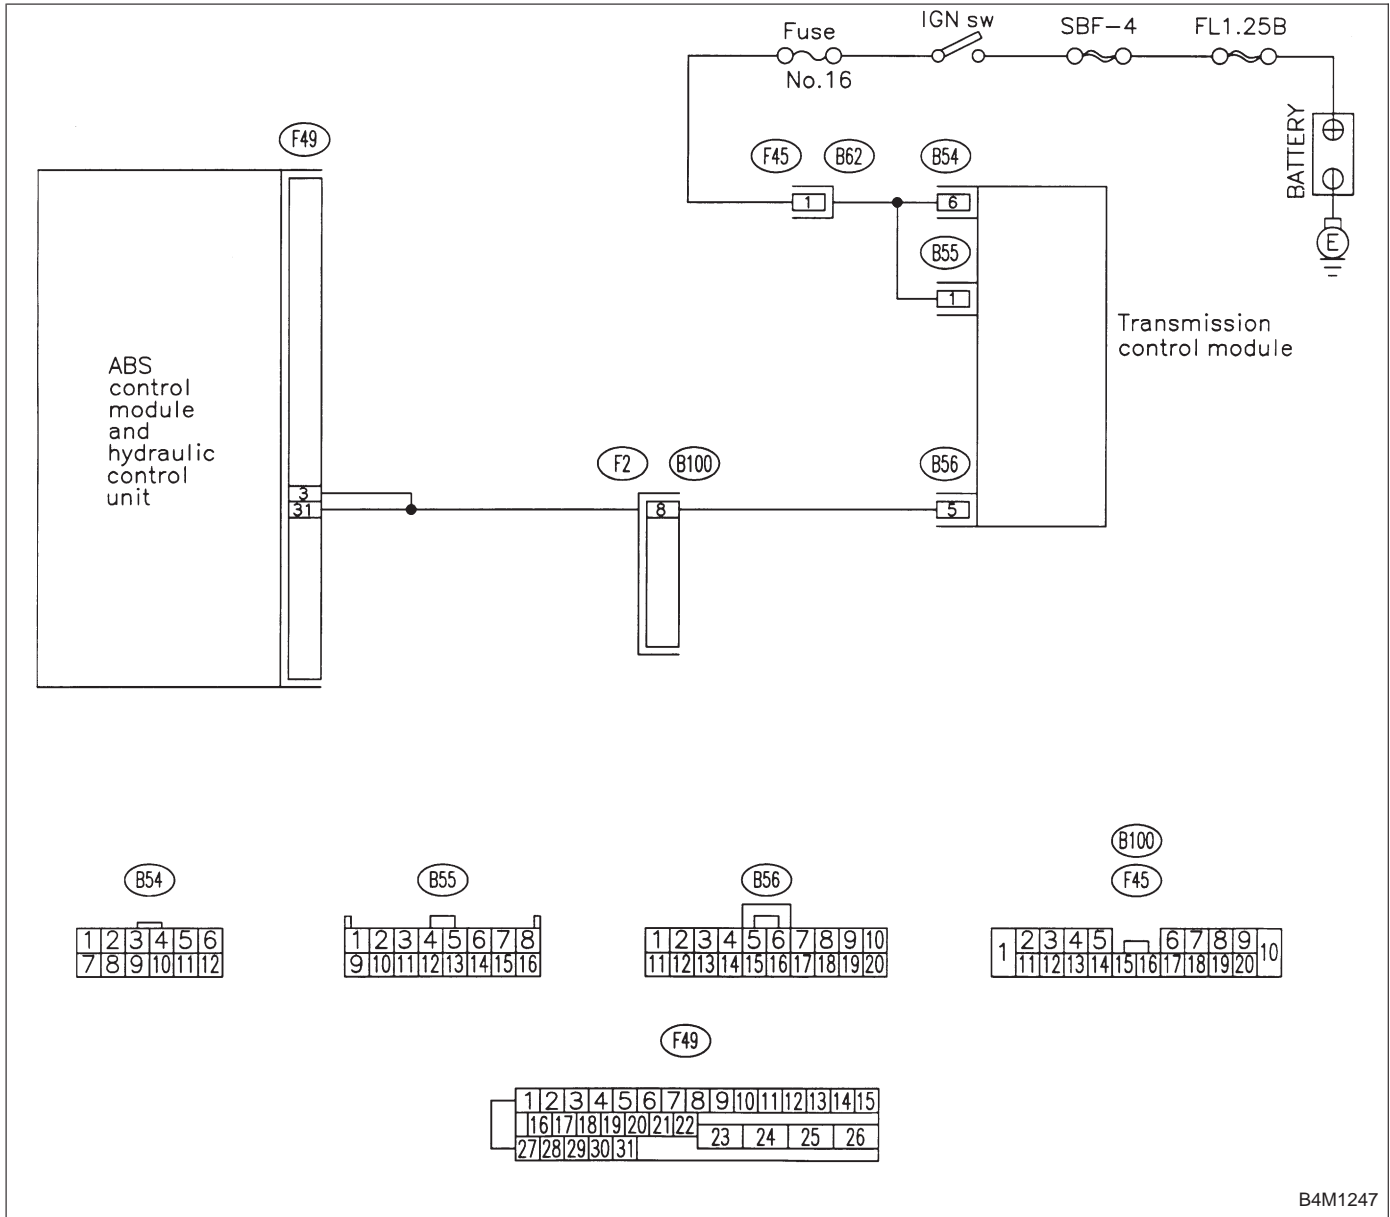 IGN sw
SBF-4
FL1.25B
Fuse
No.16
BATTERY
F49
F45
B62
B54
1
6
E
B55
1
Transmission
control module
ABS
control
module
and
hydraulic
control
unit
F2
B100
B56
3
31
8
5
B100
B54
B55
B56
F45
1 2 3 4 5 6
7 8 9 10 11 12
1 2 3 4 5 6 7 8
9 10 11 12 13 14 15 16
1 2 3 4 5 6 7 8 9 10
11 12 13 14 15 16 17 18 19 20
1 2 3 4 5 6 7 8 9 10
11 12 13 14 15 16 17 18 19 20
F49
1 2 3 4 5 6 7 8 9 10 11 12 13 14 15
16 17 18 19 20 21 22
23 24 25 26
27 28 29 30 31
B4M1247